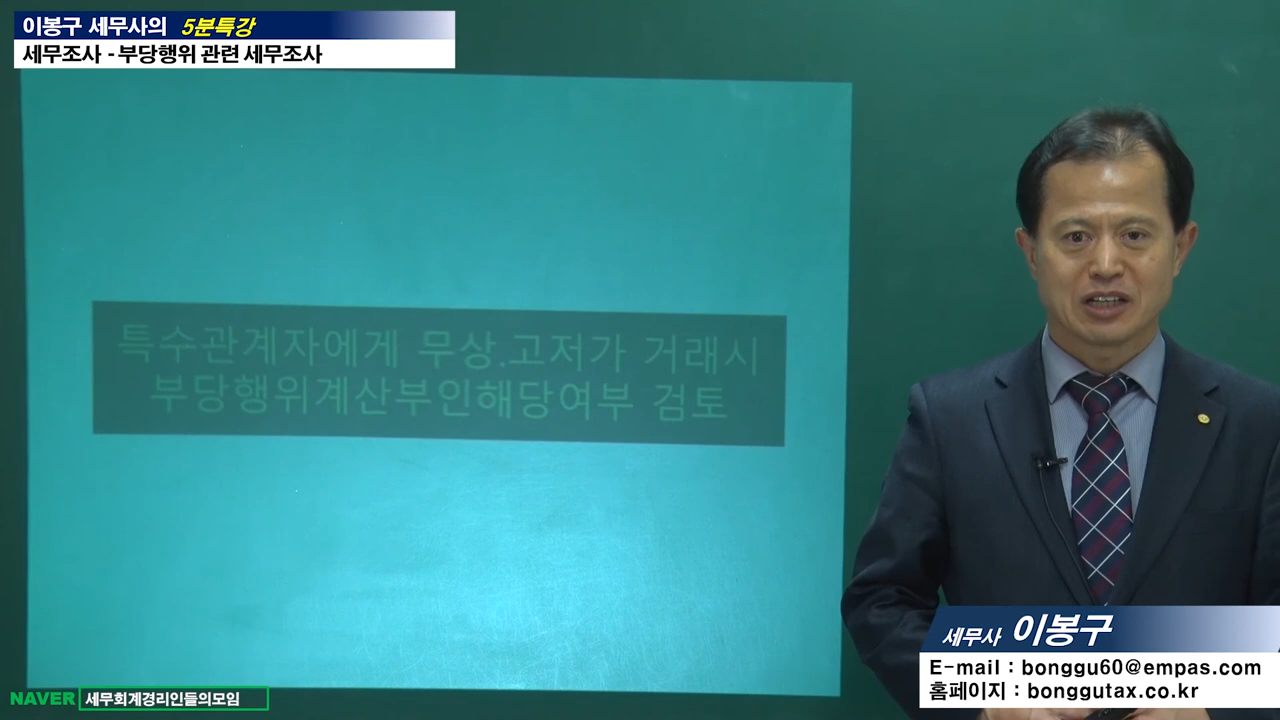 이봉구 세무사의 5분특강
세무조사 - 부당행위 관련 세무조사
특수관계자에게 무상.고저가 거래시
부당행위계산부인해당여부 검토
세무사 이봉구
E-mail : bonggu60@empas.com
홈페이지 : bonggutax.co.kr
NAVER 세무회계경리인들의모임